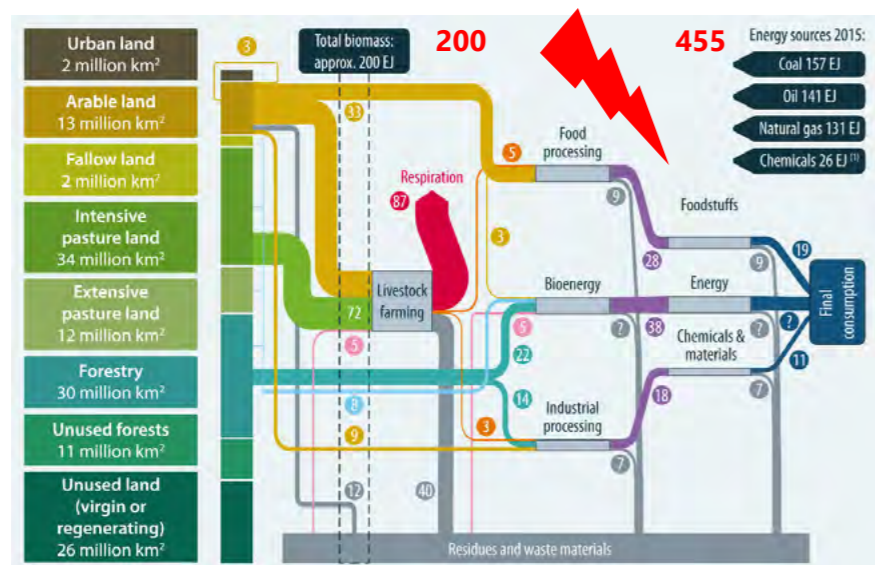 Urban land
2 million km²
Arable land
13 million km²
Fallow land
2 million km²
Intensive
pasture land
34 million km²
Extensive
pasture land
12 million km²
Forestry
30 million km²
Unused forests
11 million km²
Unused land
(virgin or
regenerating)
26 million km²
3
Total biomass:
approx. 200 EJ
200
455
Energy sources 2015:
Coal 157 EJ
Oil 141 EJ
Natural gas 131 EJ
Chemicals 26 EJ (1)
33
Respiration
87
5
Food
processing
9
Foodstuffs
3
28
9
19
Livestock
farming
72
5
Bioenergy
5
?
22
Energy
38
?
?
Final
consumption
Chemicals &
materials
11
8
14
18
7
3
Industrial
processing
9
7
12
40
Residues and waste materials